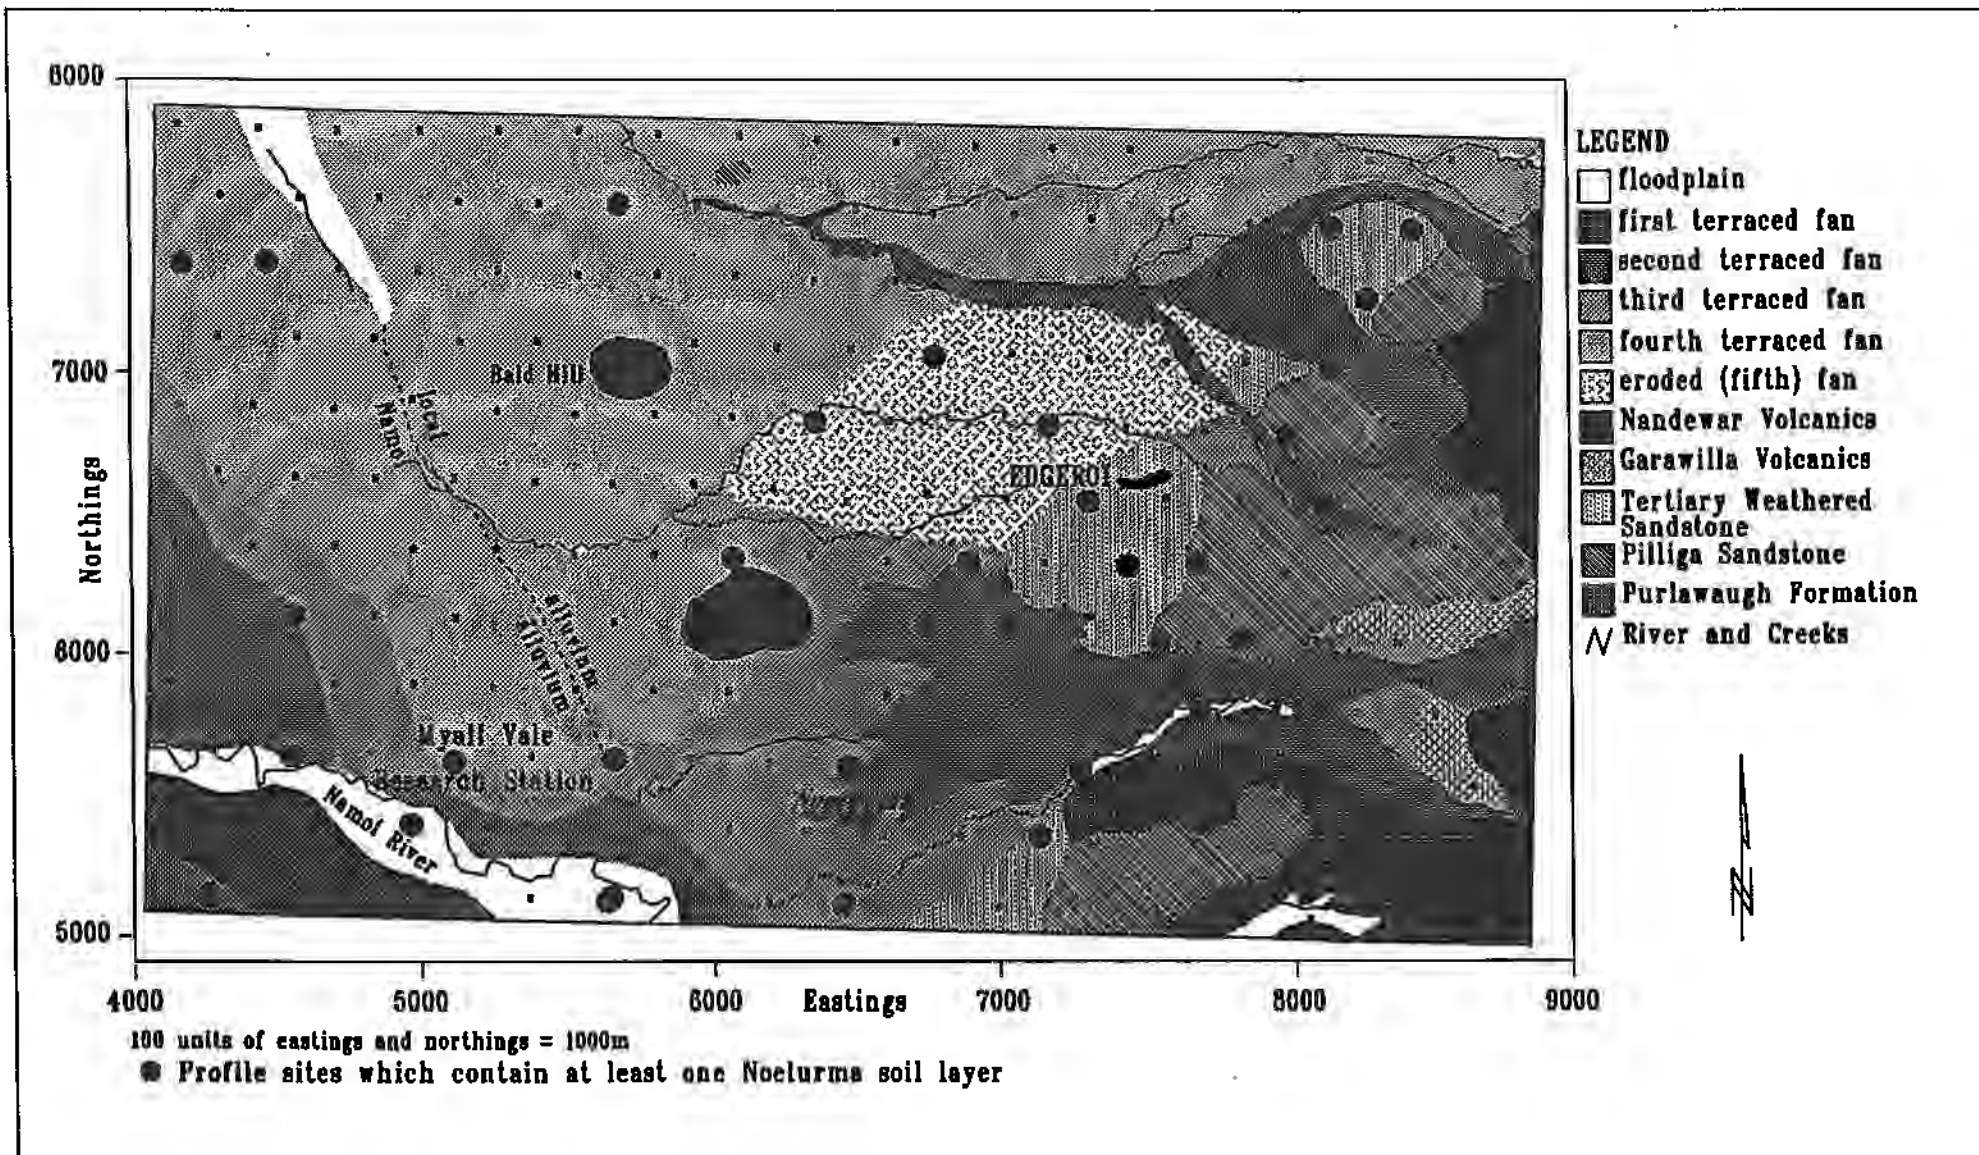 8000
7000
6000
5000
Northings
4000
5000
6000
7000
8000
9000
Eastings
Bald Hill
local
Namoi
alluvium
alluvium
EDGEROI
Myall Vale
Research Station
Namoi River
LEGEND
floodplain
first terraced fan
second terraced fan
third terraced fan
fourth terraced fan
eroded (fifth) fan
Nandewar Volcanics
Garawilla Volcanics
Tertiary Weathered
Sandstone
Pilliga Sandstone
Purlawaugh Formation
River and Creeks
N
100 units of eastings and northings = 1000m
Profile sites which contain at least one Noelurma soil layer